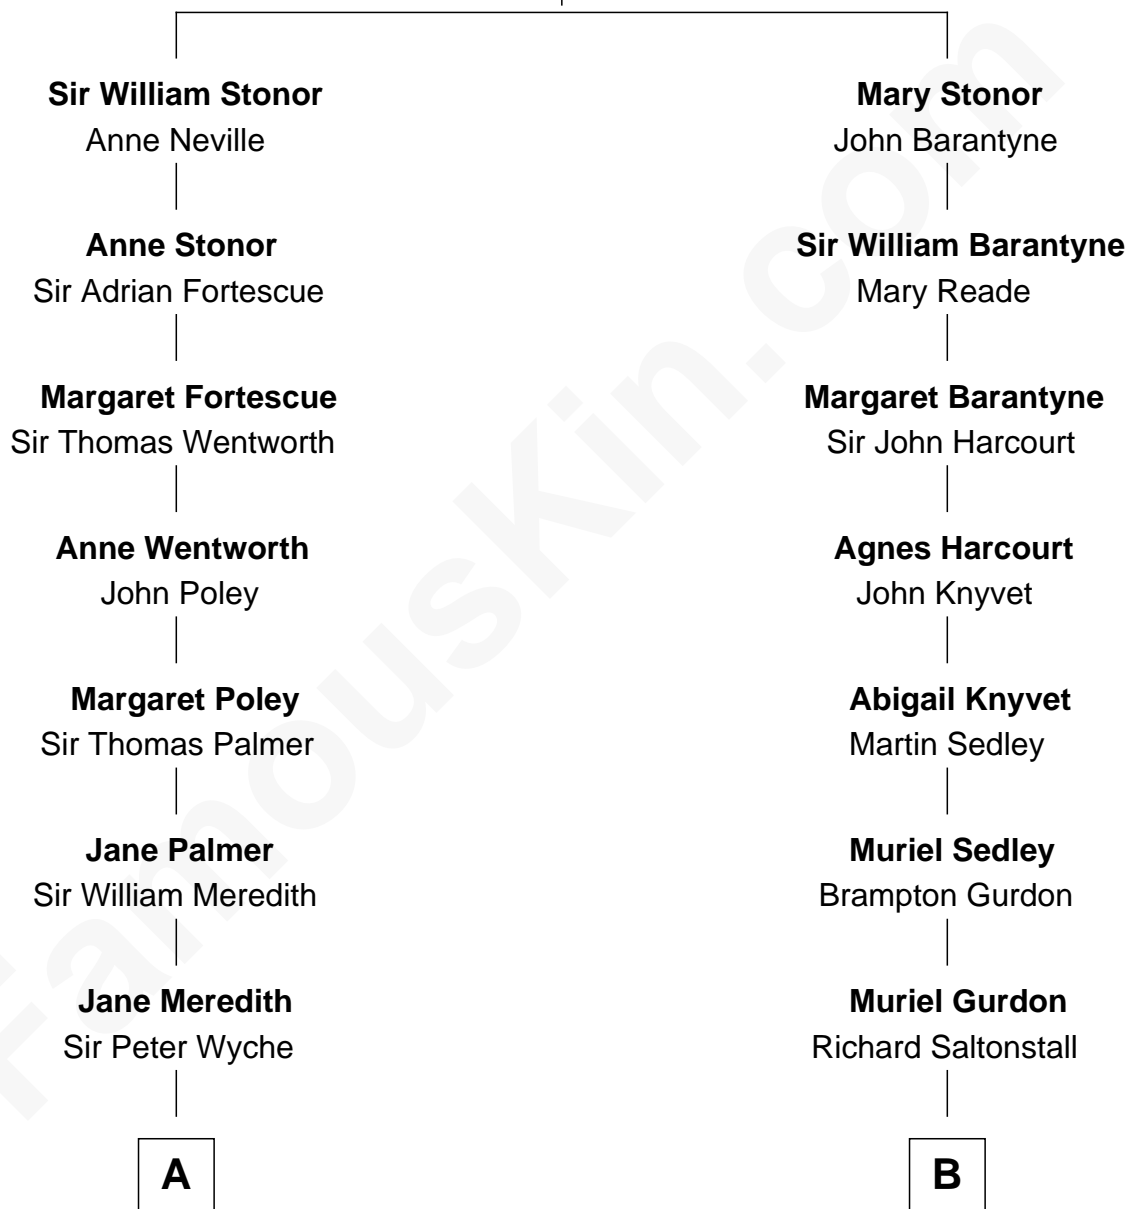 Sir William Stonor
Anne Neville
Anne Stonor
Sir Adrian Fortescue
Margaret Fortescue
Sir Thomas Wentworth
Anne Wentworth
John Poley
Margaret Poley
Sir Thomas Palmer
Jane Palmer
Sir William Meredith
Jane Meredith
Sir Peter Wyche
A
Mary Stonor
John Barantyne
Sir William Barantyne
Mary Reade
Margaret Barantyne
Sir John Harcourt
Agnes Harcourt
John Knyvet
Abigail Knyvet
Martin Sedley
Muriel Sedley
Brampton Gurdon
Muriel Gurdon
Richard Saltonstall
B
FamousKin.com